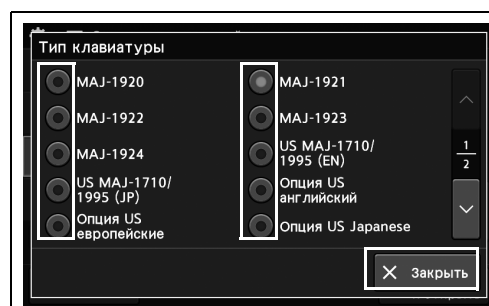 Тип клавиатуры
MAJ-1920
MAJ-1921
MAJ-1922
MAJ-1923
MAJ-1924
US MAJ-1710/
1995 (EN)
US MAJ-1710/
1995 (JP)
Опция US
английский
Опция US
европейские
Опция US Japanese
1
2
Закрыть